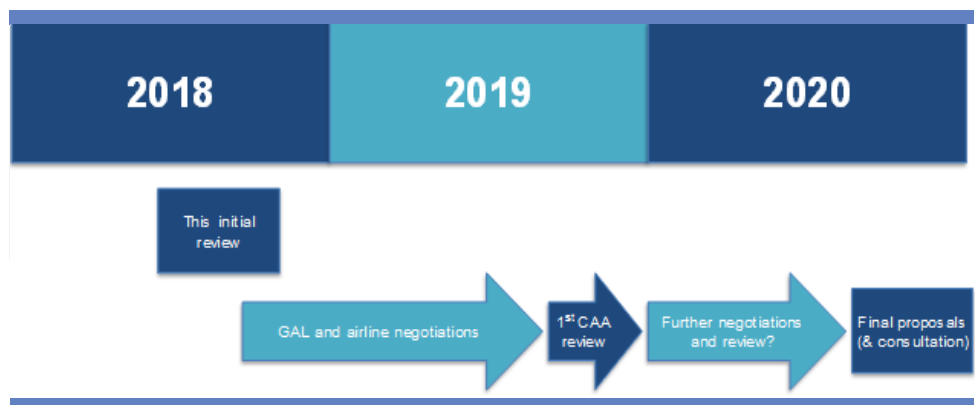 2018
2019
2020
This initial
review
GAL and airline negotiations
1st CAA
review
Further negotiations
and review?
Final proposals
(& consultation)